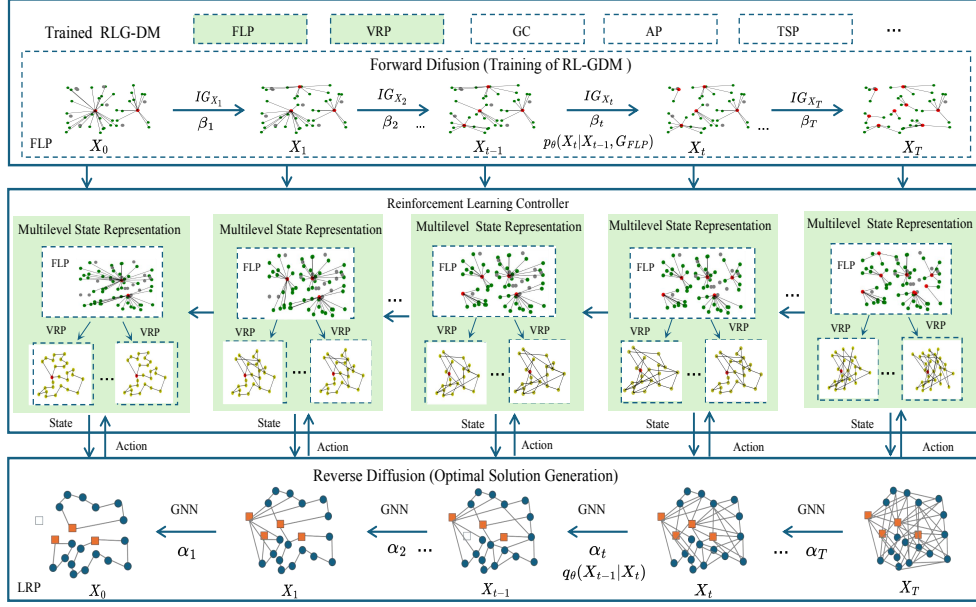 Trained RLG-DM FLP VRP GC AP TSP ...
Forward Difusion (Training of RL-GDM )
IG_{X_1} IG_{X_2} IG_{X_t} IG_{X_T}
β_1 β_2 ... β_t ... β_T
p_θ(X_t|X_{t-1}, G_{FLP})
FLP X_0 X_1 X_{t-1} X_t X_T
Reinforcement Learning Controller
Multilevel State Representation Multilevel State Representation Multilevel State Representation Multilevel State Representation Multilevel State Representation
FLP FLP FLP FLP FLP
... ...
VRP VRP VRP VRP VRP VRP VRP VRP VRP VRP
... ... ... ... ...
State State State State State
Action Action Action Action Action
Reverse Diffusion (Optimal Solution Generation)
GNN GNN GNN GNN
α_1 α_2 ... α_t ... α_T
q_θ(X_{t-1}|X_t)
LRP X_0 X_1 X_{t-1} X_t X_T